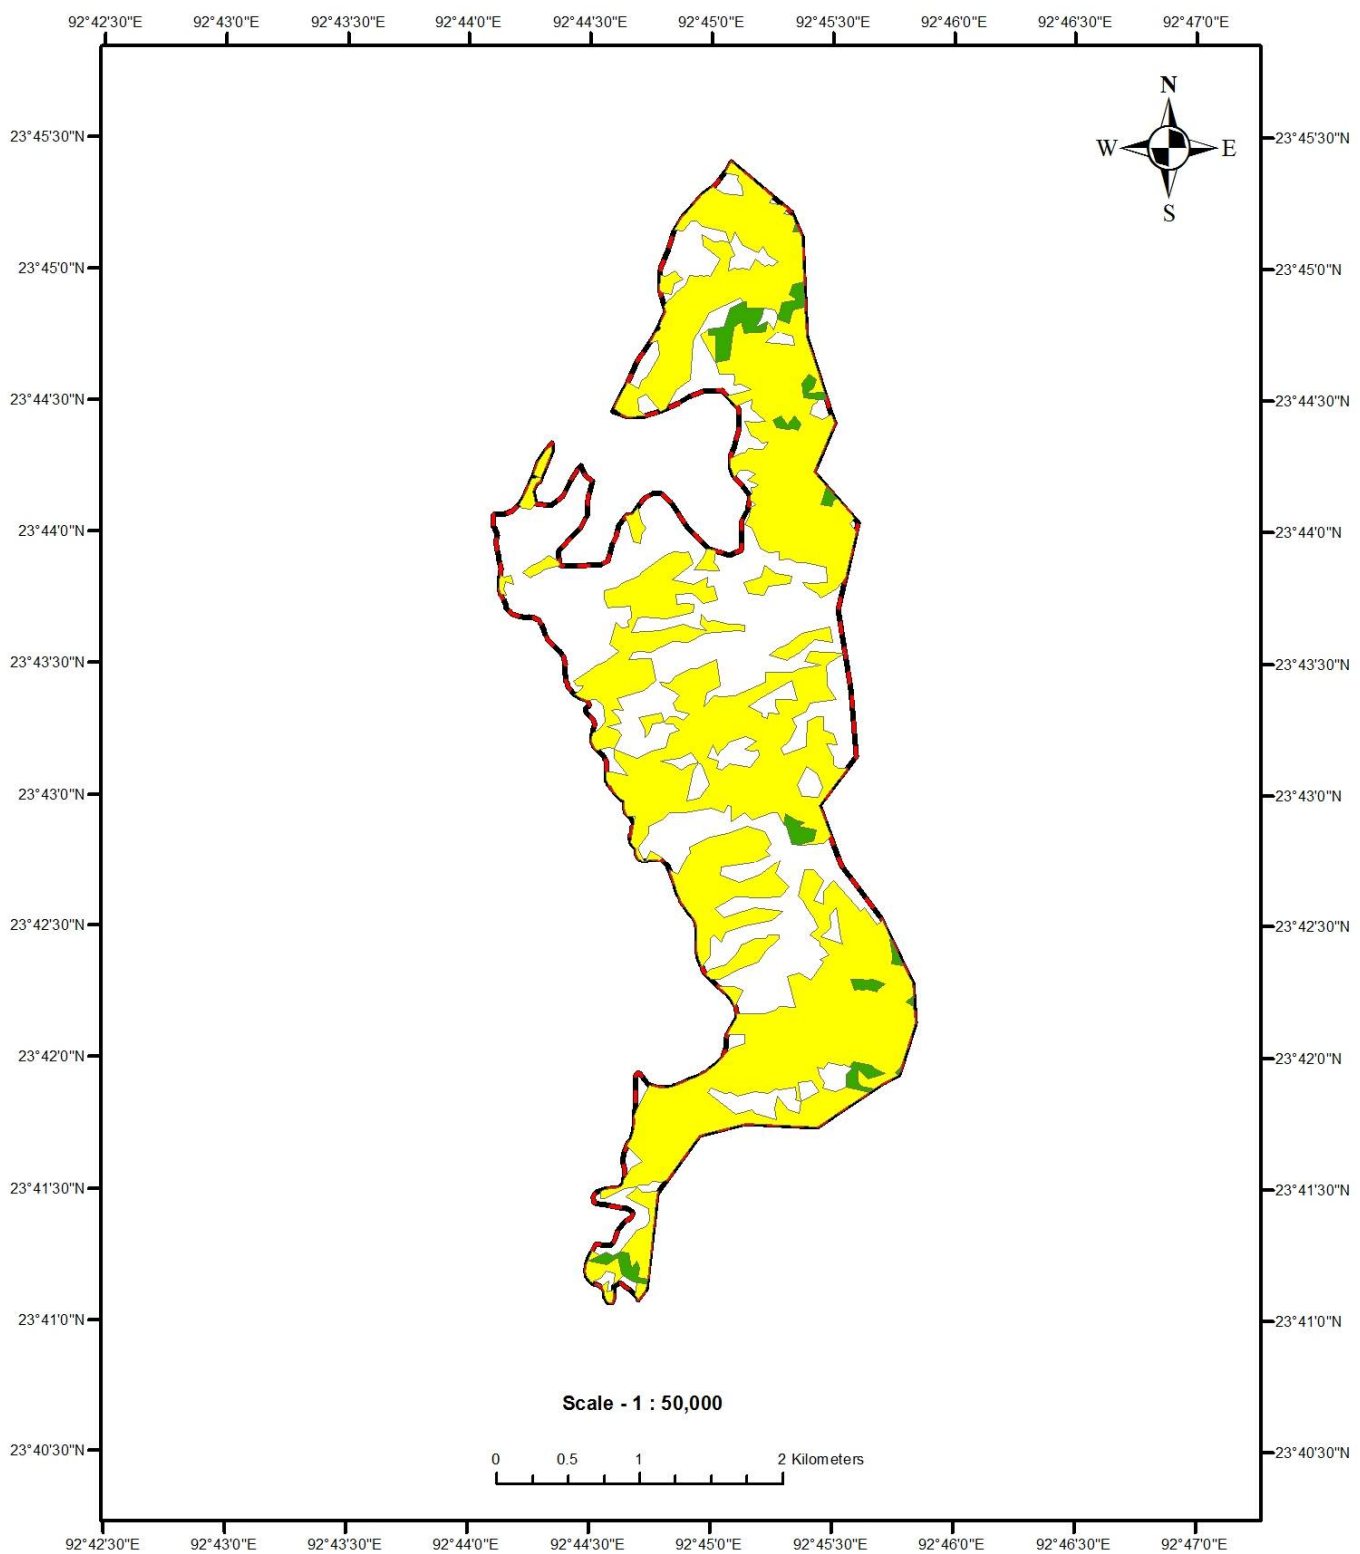 92°42'30"E 92°43'0"E 92°43'30"E 92°44'0"E 92°44'30"E 92°45'0"E 92°45'30"E 92°46'0"E 92°46'30"E 92°47'0"E
N
W E
S
23°45'30"N 23°45'30"N
23°45'0"N 23°45'0"N
23°44'30"N 23°44'30"N
23°44'0"N 23°44'0"N
23°43'30"N 23°43'30"N
23°43'0"N 23°43'0"N
23°42'30"N 23°42'30"N
23°42'0"N 23°42'0"N
23°41'30"N 23°41'30"N
23°41'0"N 23°41'0"N
Scale - 1 : 50,000
23°40'30"N 23°40'30"N
0 0.5 1 2 Kilometers
92°42'30"E 92°43'0"E 92°43'30"E 92°44'0"E 92°44'30"E 92°45'0"E 92°45'30"E 92°46'0"E 92°46'30"E 92°47'0"E